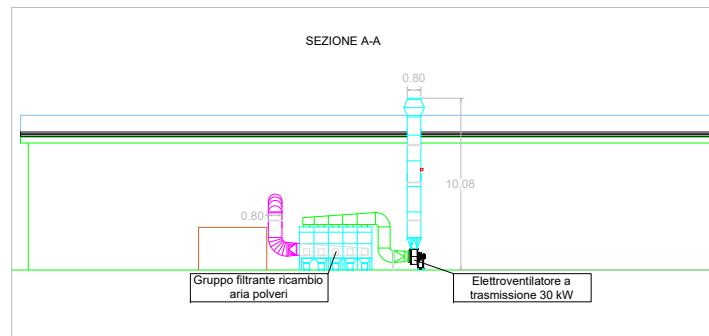 SEZIONE A-A
0.80
10.08
0.80
Gruppo filtrante ricambio
aria polveri
Elettroventilatore a
trasmissione 30 kW